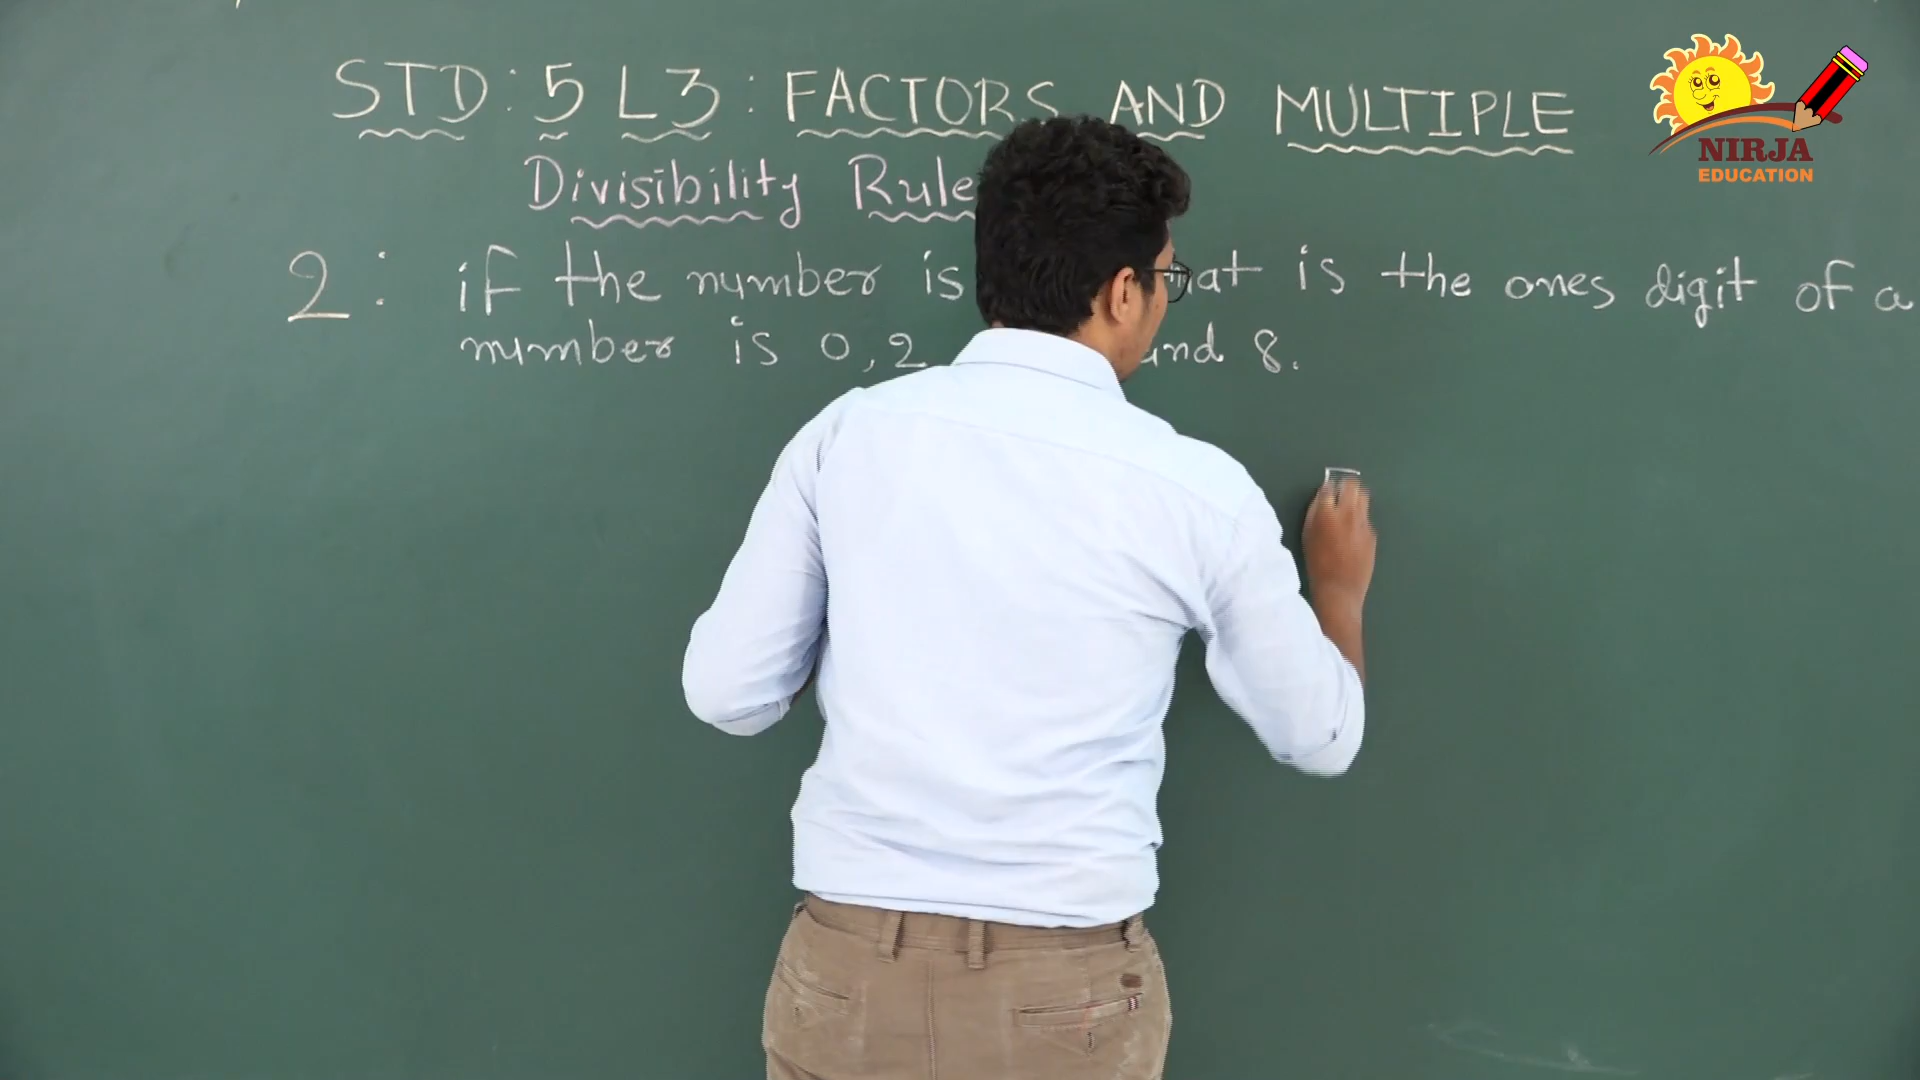 STD: 5 L3: FACTORS AND MULTIPLE
Divisibility Rule
2: if the number is is the ones digit of a
number is 0, 2 and 8.
NIRJA
EDUCATION